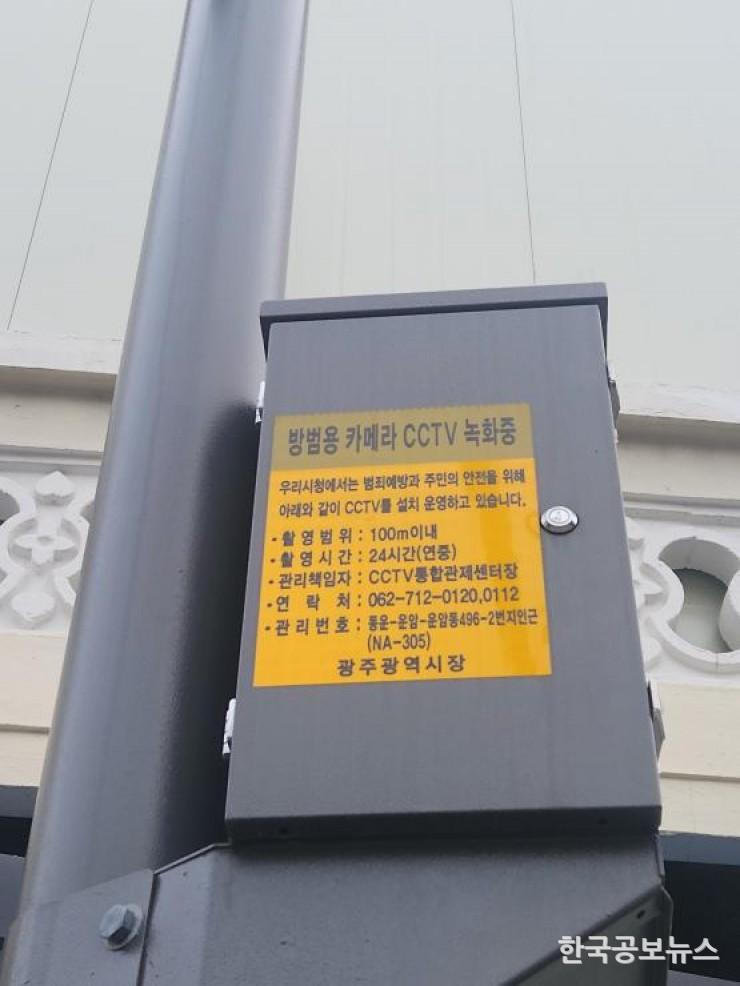 방범용 카메라 CCTV 녹화중
우리시청에서는 범죄예방과 주민의 안전을 위해
아래와 같이 CCTV를 설치 운영하고 있습니다.
• 촬영범위 : 100m이내
• 촬영시간 : 24시간(연중)
• 관리책임자 : CCTV통합관제센터장
• 연 락 처 : 062-712-0120,0112
• 관리번호 : 동운-운암-운암동496-2번지인근
(NA-305)
광주광역시장
한국공보뉴스